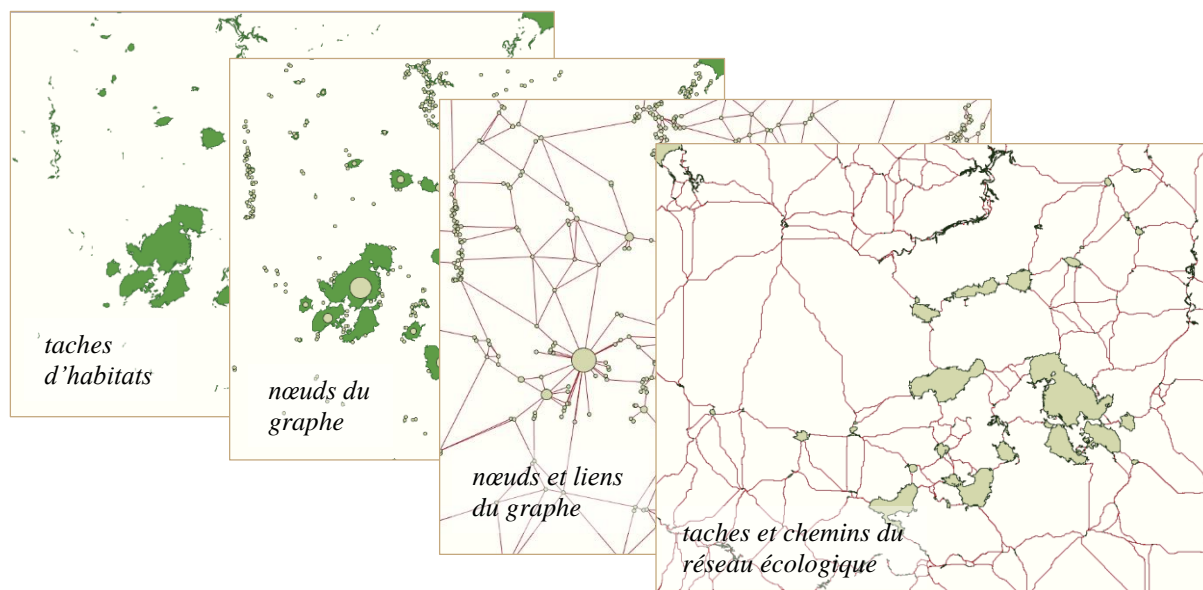 taches
d'habitats
nœuds du
graphe
nœuds et liens
du graphe
taches et chemins du
réseau écologique